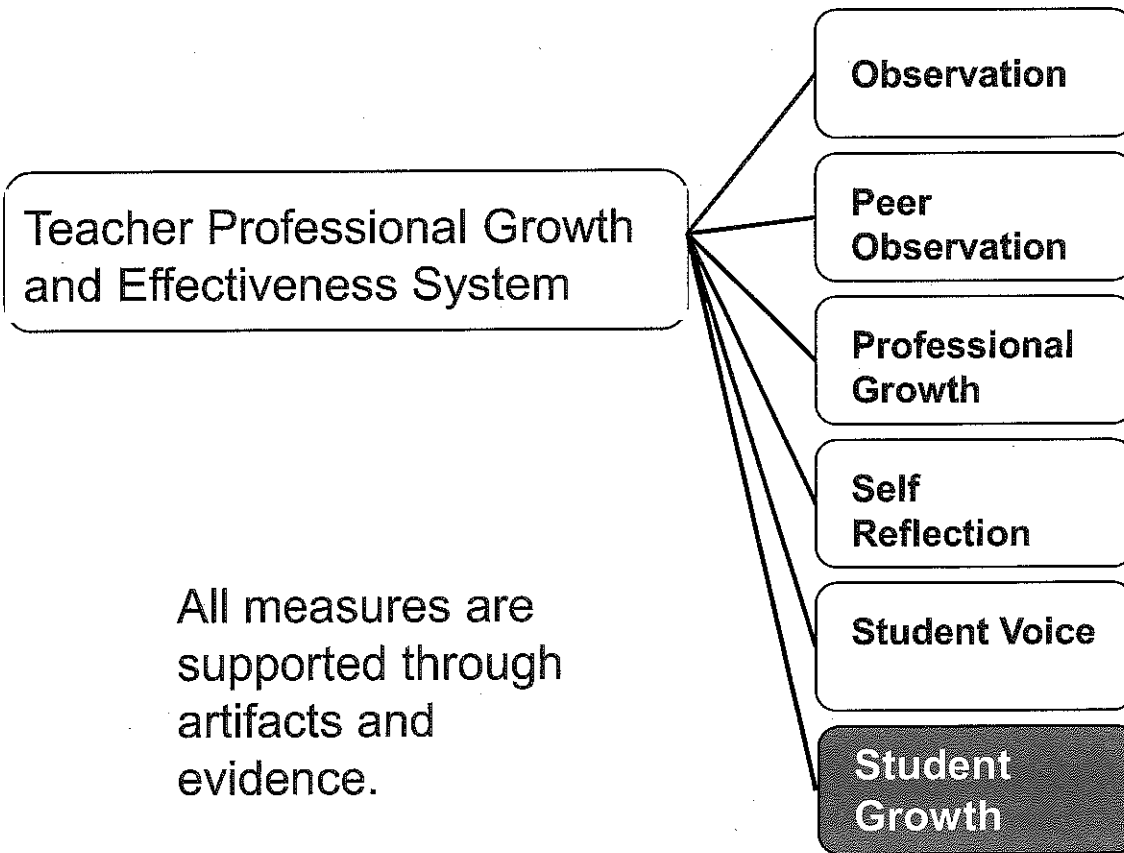 Teacher Professional Growth
and Effectiveness System
Observation
Peer
Observation
Professional
Growth
Self
Reflection
Student Voice
Student
Growth
All measures are
supported through
artifacts and
evidence.